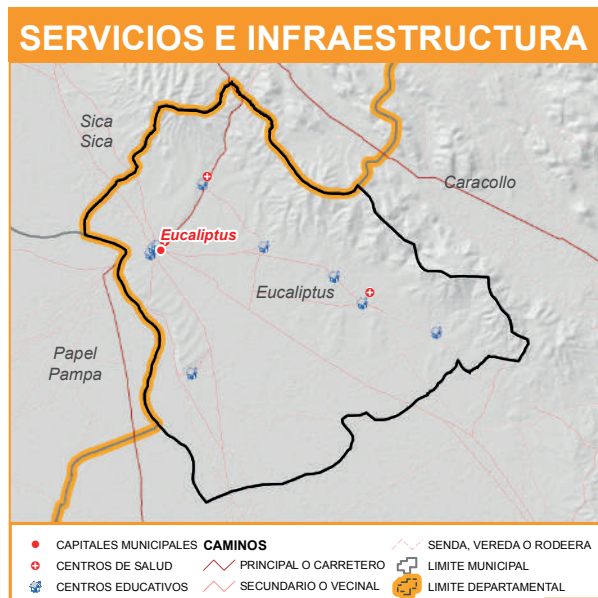 SERVICIOS E INFRAESTRUCTURA
Sica
Sica
Caracollo
Eucaliptus
Eucaliptus
Papel
Pampa
CAPITALES MUNICIPALES
CENTROS DE SALUD
CENTROS EDUCATIVOS
CAMINOS
PRINCIPAL O CARRETERO
SECUNDARIO O VECINAL
SENDA, VEREDA O RODEERA
LIMITE MUNICIPAL
LIMITE DEPARTAMENTAL